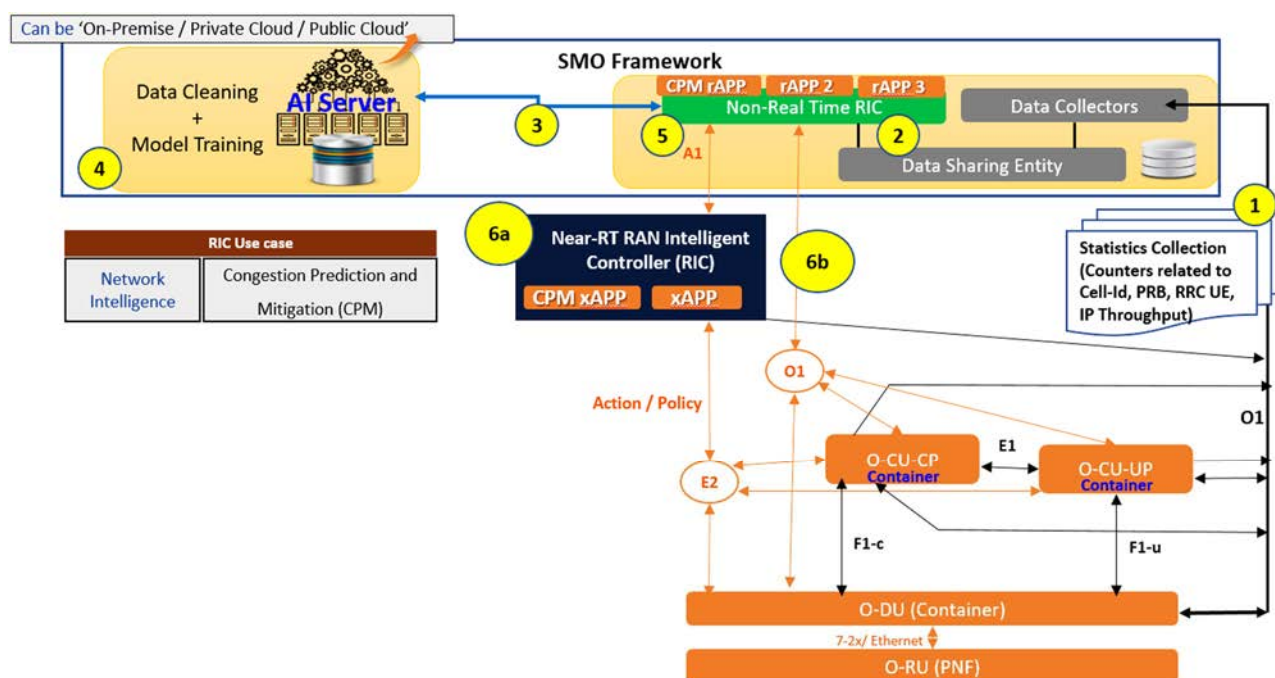 Can be ‘On-Premise / Private Cloud / Public Cloud’
SMO Framework
Data Cleaning
+
Model Training
AI Server
4
3
CPM rAPP
rAPP 2
rAPP 3
Non-Real Time RIC
5
2
Data Collectors
Data Sharing Entity
A1
1
Statistics Collection
(Counters related to
Cell-Id, PRB, RRC UE,
IP Throughput)
RIC Use case
Network
Intelligence
Congestion Prediction and
Mitigation (CPM)
6a
Near-RT RAN Intelligent
Controller (RIC)
CPM xAPP
xAPP
6b
O1
Action / Policy
O1
E2
O-CU-CP
Container
E1
O-CU-UP
Container
F1-c
F1-u
O-DU (Container)
7-2x/ Ethernet
O-RU (PNF)